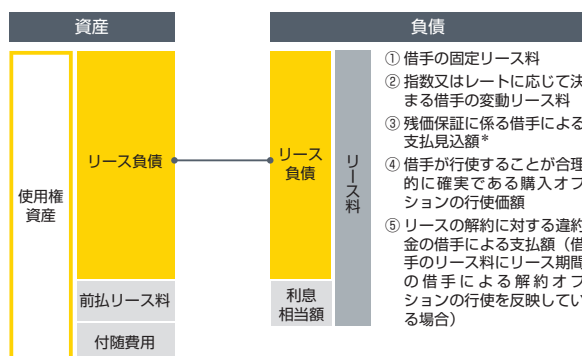 資産
負債
使用権
資産
リース負債
前払リース料
付随費用
リース
負債
利息
相当額
リース料
① 借手の固定リース料
② 指数又はレートに応じて決
まる借手の変動リース料
③ 残価保証に係る借手による
支払見込額*
④ 借手が行使することが合理
的に確実である購入オプ
ションの行使価額
⑤ リースの解約に対する違約
金の借手による支払額（借
手のリース料にリース期間
の借手による解約オプ
ションの行使を反映してい
る場合）